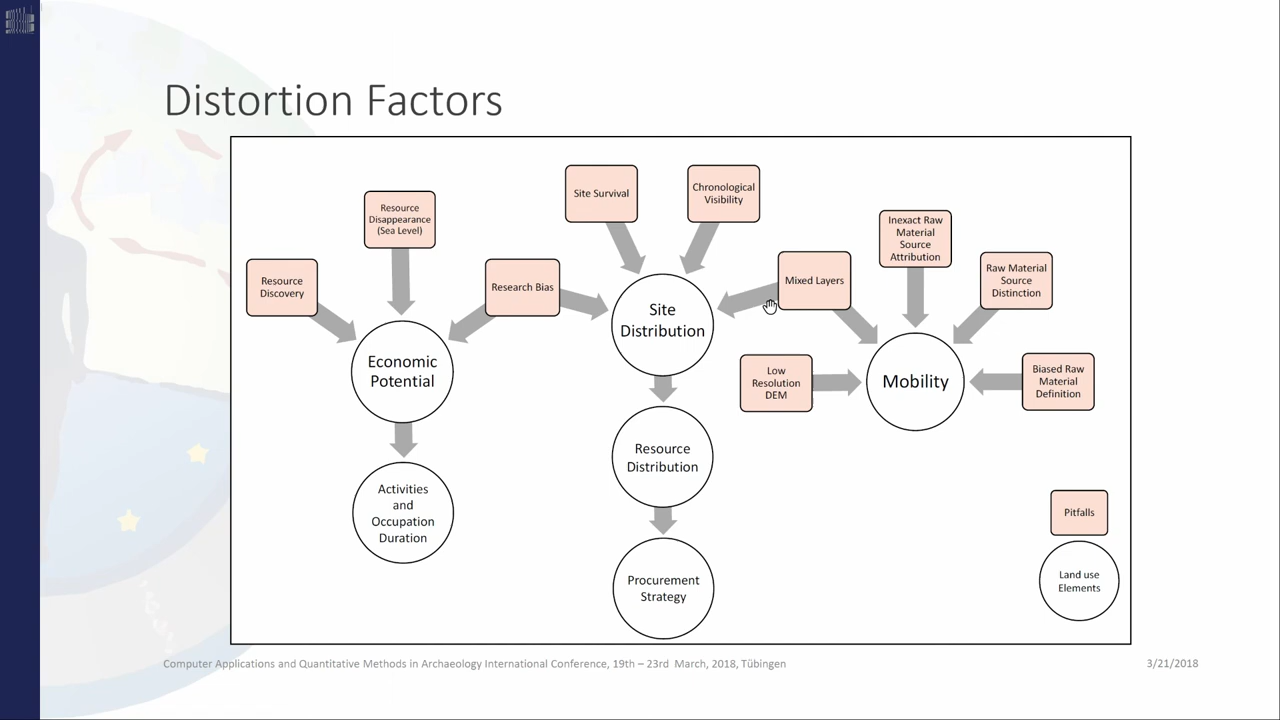 Distortion Factors
Site Survival
Chronological
Visibility
Resource
Disappearance
(Sea Level)
Inexact Raw
Material
Source
Attribution
Resource
Discovery
Research Bias
Mixed Layers
Raw Material
Source
Distinction
Site
Distribution
Economic
Potential
Low
Resolution
DEM
Mobility
Biased Raw
Material
Definition
Resource
Distribution
Activities
and
Occupation
Duration
Pitfalls
Procurement
Strategy
Land use
Elements
Computer Applications and Quantitative Methods in Archaeology International Conference, 19th – 23rd March, 2018, Tübingen
3/21/2018